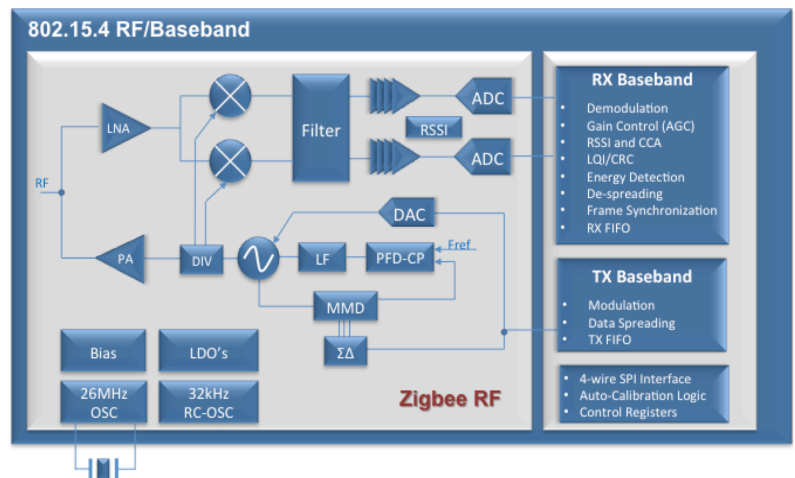 802.15.4 RF/Baseband
LNA
Filter
RSSI
ADC
ADC
RF
PA
DIV
DAC
LF
PFD-CP
Fref
MMD
ΣΔ
Bias
LDO's
26MHz
OSC
32kHz
RC-OSC
Zigbee RF
RX Baseband
• Demodulation
• Gain Control (AGC)
• RSSI and CCA
• LQI/CRC
• Energy Detection
• De-spreading
• Frame Synchronization
• RX FIFO
TX Baseband
• Modulation
• Data Spreading
• TX FIFO
• 4-wire SPI Interface
• Auto-Calibration Logic
• Control Registers